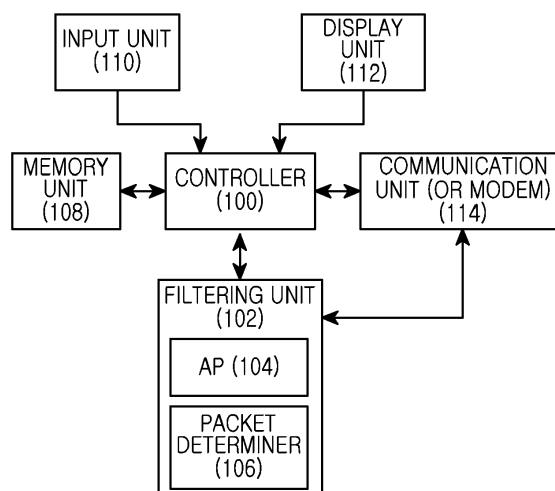 INPUT UNIT
(110)
DISPLAY
UNIT
(112)
MEMORY
UNIT
(108)
CONTROLLER
(100)
COMMUNICATION
UNIT (OR MODEM)
(114)
FILTERING UNIT
(102)
AP (104)
PACKET
DETERMINER
(106)